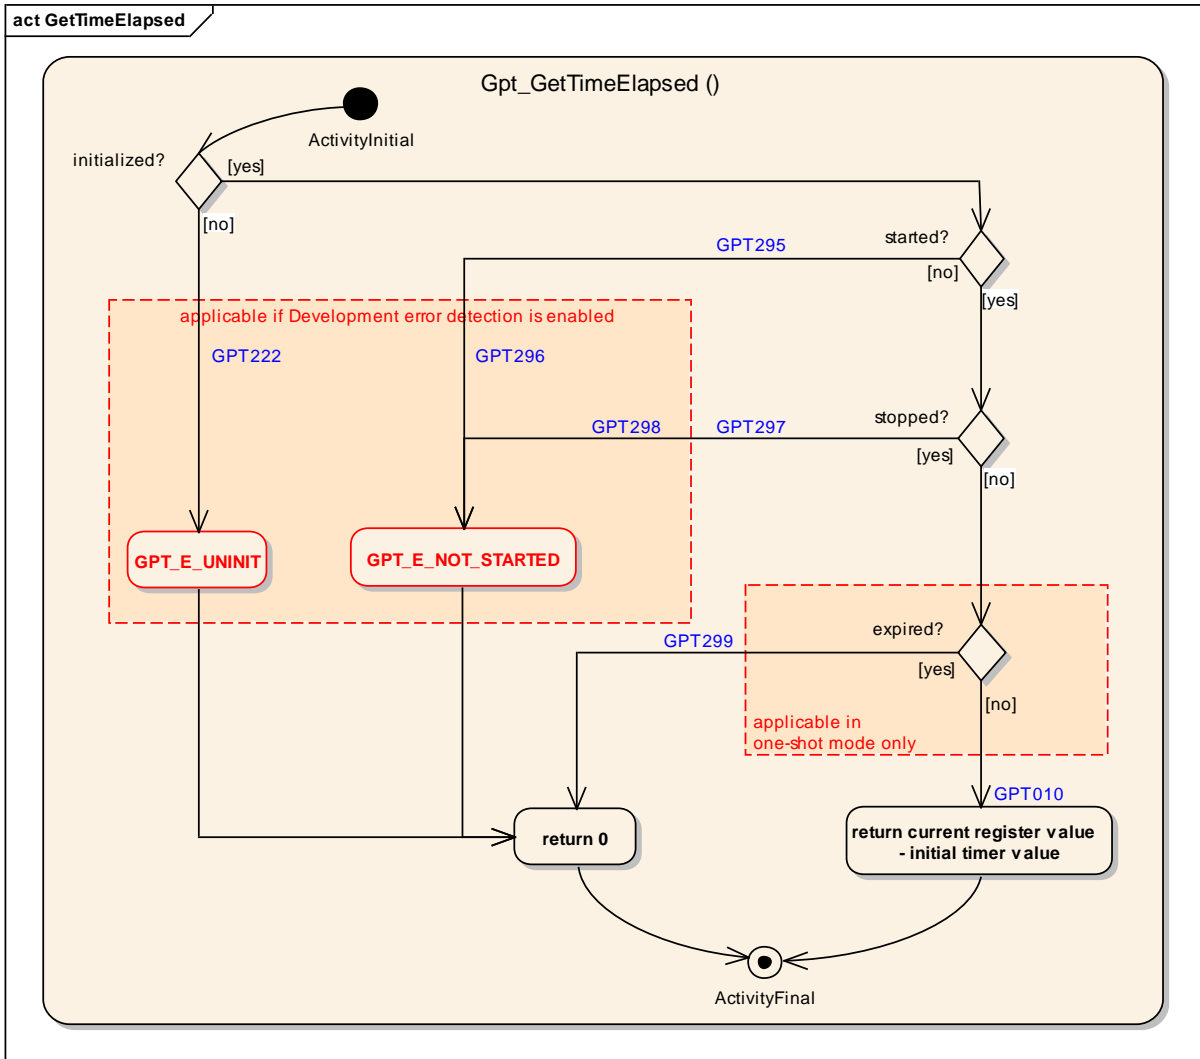 act GetTimeElapsed
Gpt_GetTimeElapsed ()
ActivityInitial
initialized?
[yes]
[no]
started?
GPT295
[no]
[yes]
applicable if Development error detection is enabled
GPT222
GPT296
stopped?
GPT298
GPT297
[yes]
[no]
GPT_E_UNINIT
GPT_E_NOT_STARTED
expired?
GPT299
[yes]
[no]
applicable in
one-shot mode only
GPT010
return 0
return current register value
- initial timer value
ActivityFinal